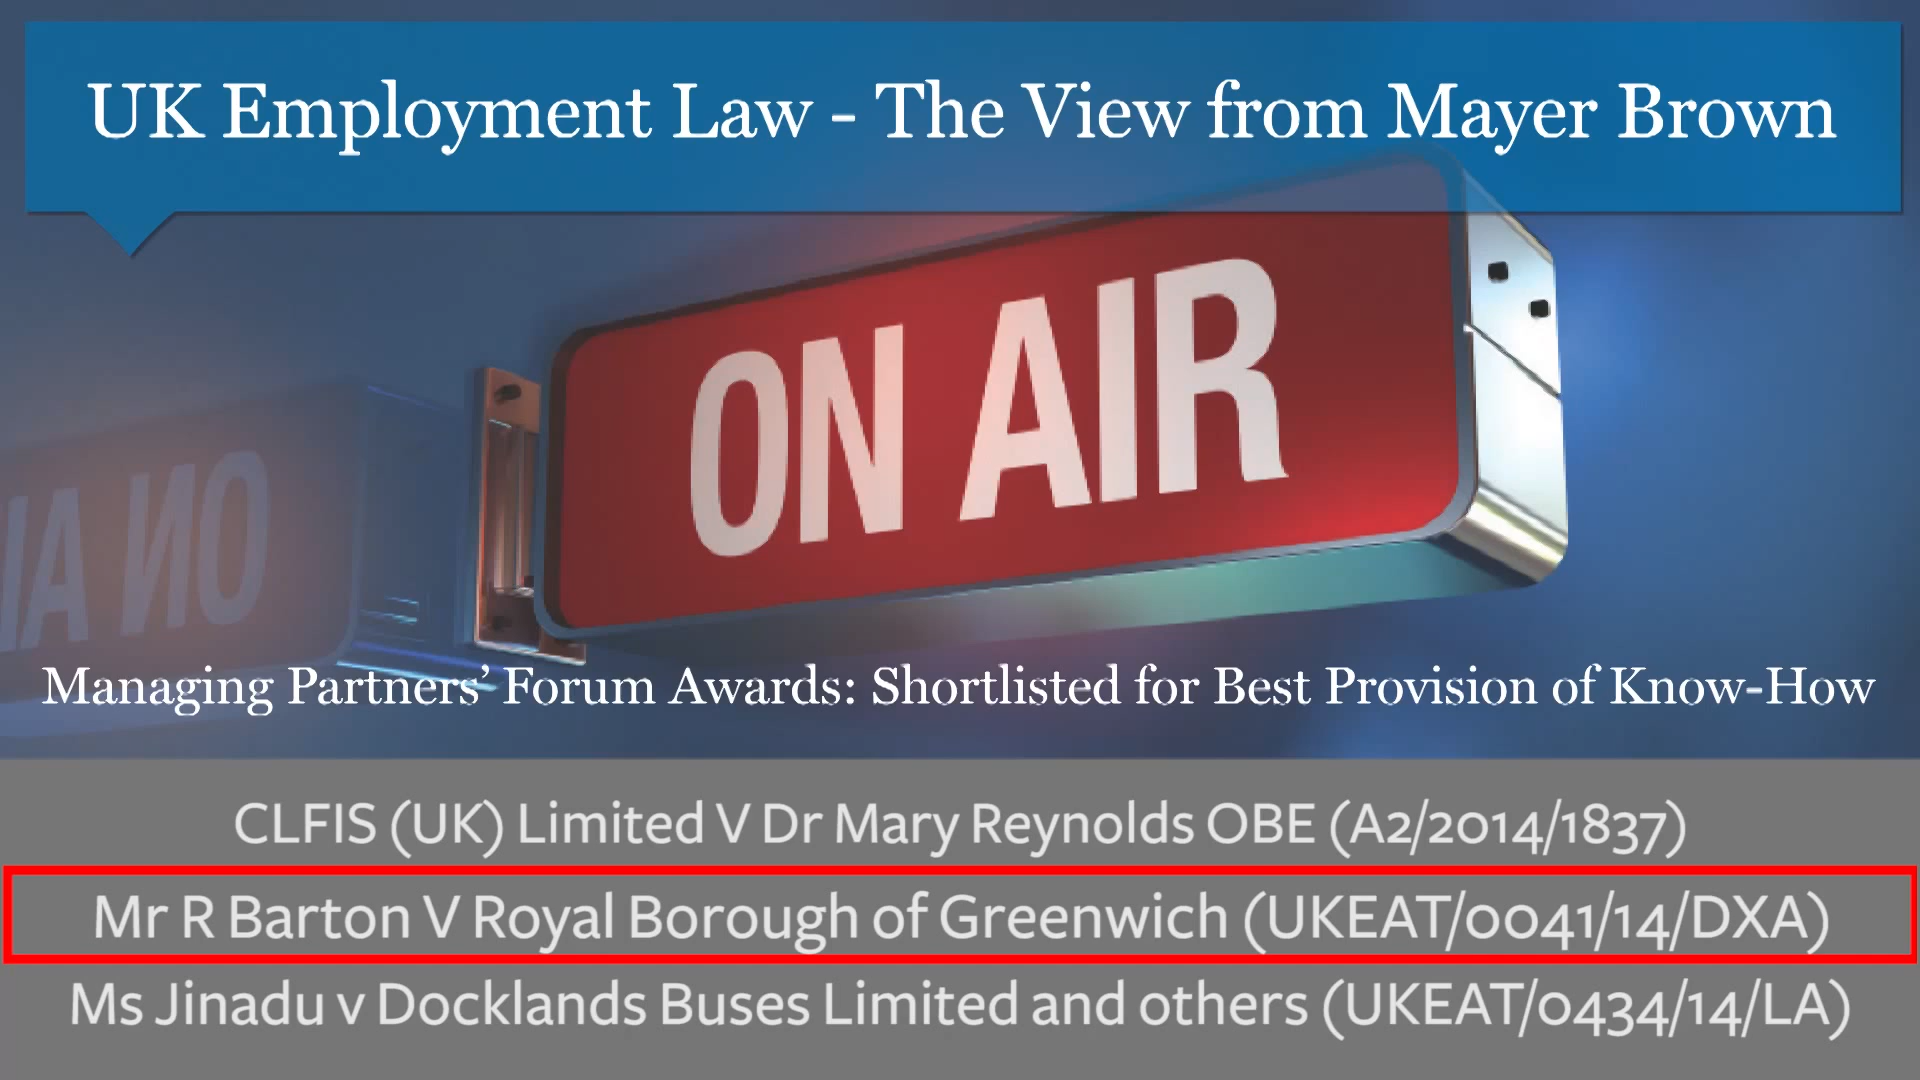 UK Employment Law - The View from Mayer Brown
ON AIR
ON AI
Managing Partners’ Forum Awards: Shortlisted for Best Provision of Know-How
CLFIS (UK) Limited V Dr Mary Reynolds OBE (A2/2014/1837)
Mr R Barton V Royal Borough of Greenwich (UKEAT/0041/14/DXA)
Ms Jinadu v Docklands Buses Limited and others (UKEAT/0434/14/LA)